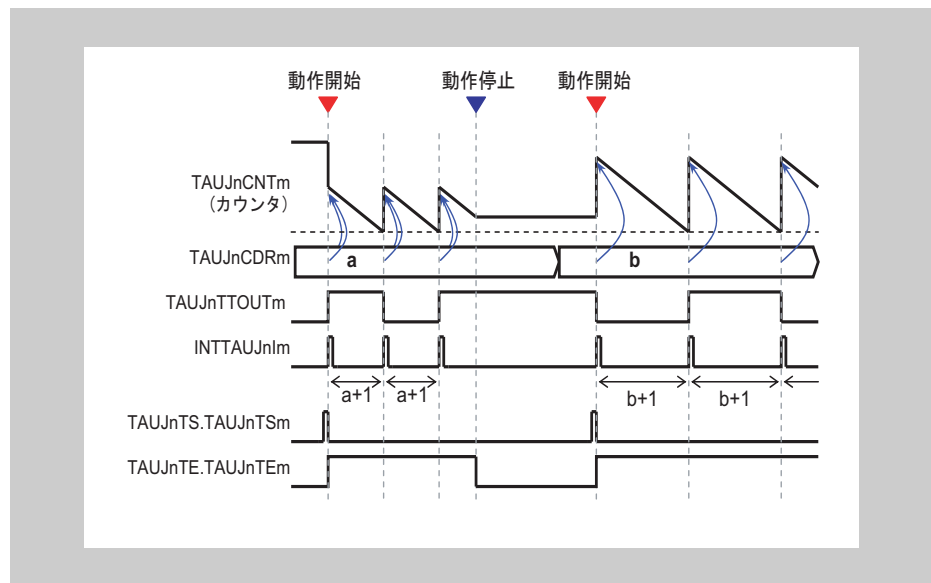 動作開始 動作停止 動作開始
TAUJnCNTm
（カウンタ）
TAUJnCDRm a b
TAUJnTTOUTm
INTTAUJnIm
a+1 a+1 b+1 b+1
TAUJnTS.TAUJnTSm
TAUJnTE.TAUJnTEm